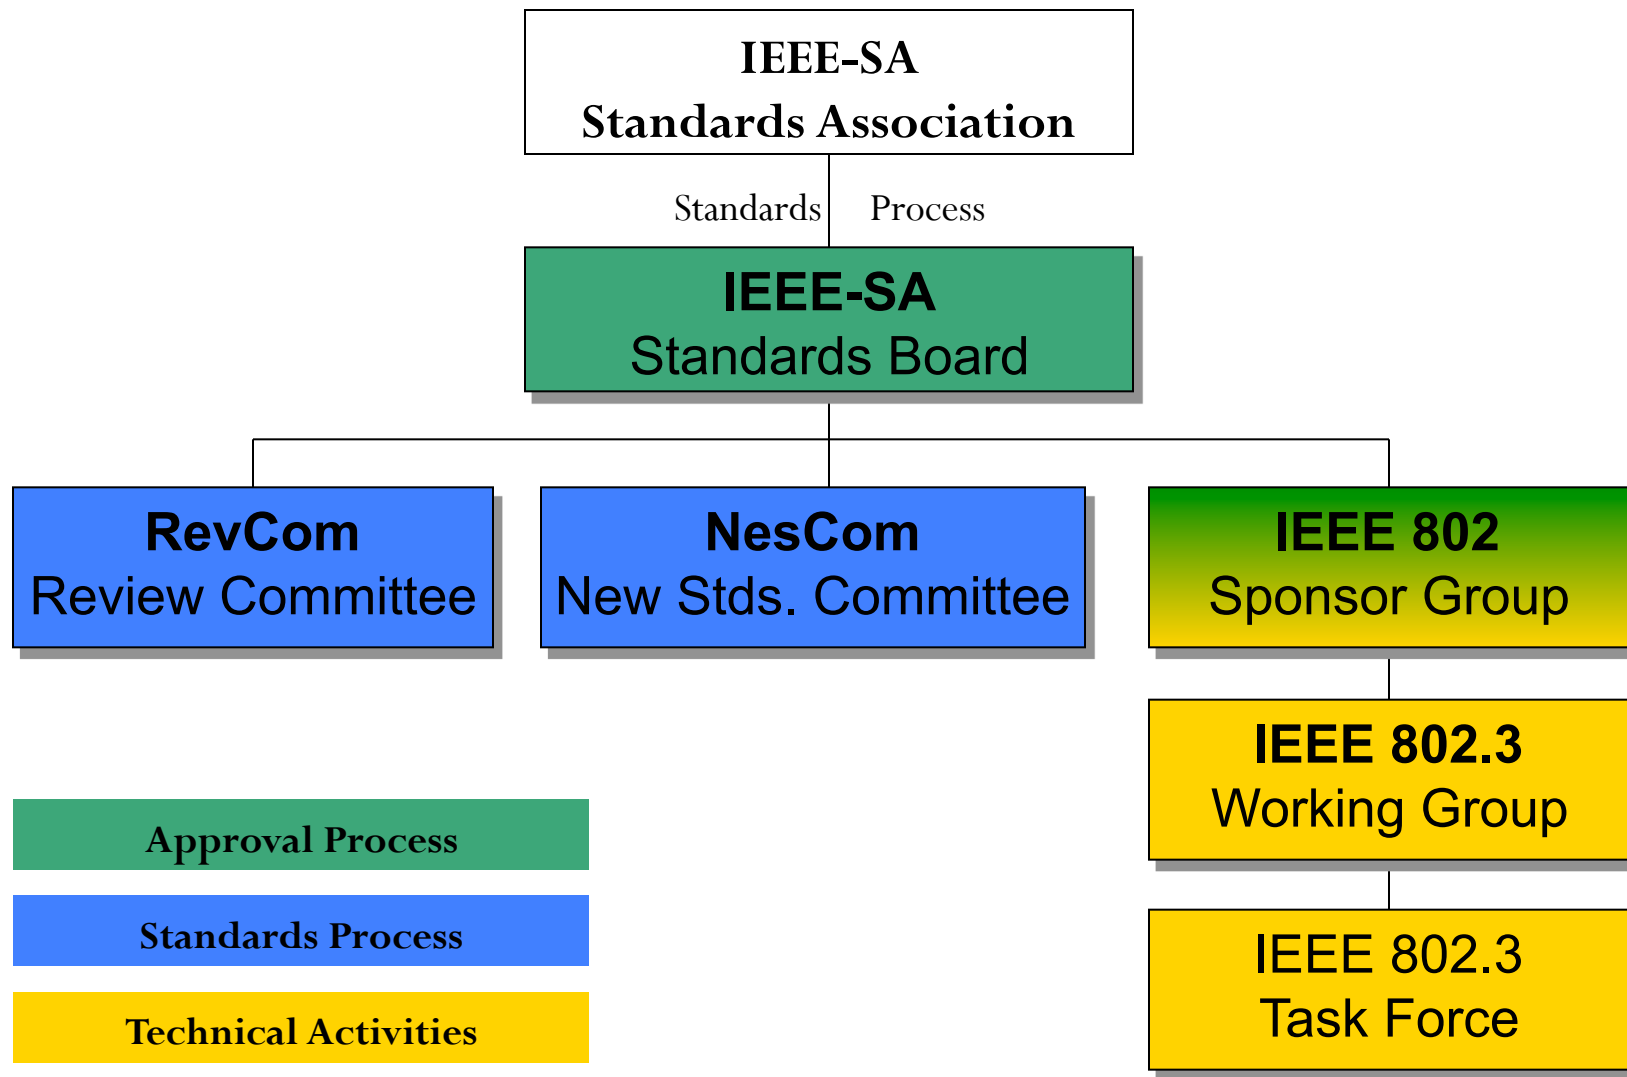 IEEE-SA
Standards Association
Standards Process
IEEE-SA
Standards Board
RevCom
Review Committee
NesCom
New Stds. Committee
IEEE 802
Sponsor Group
IEEE 802.3
Working Group
IEEE 802.3
Task Force
Approval Process
Standards Process
Technical Activities